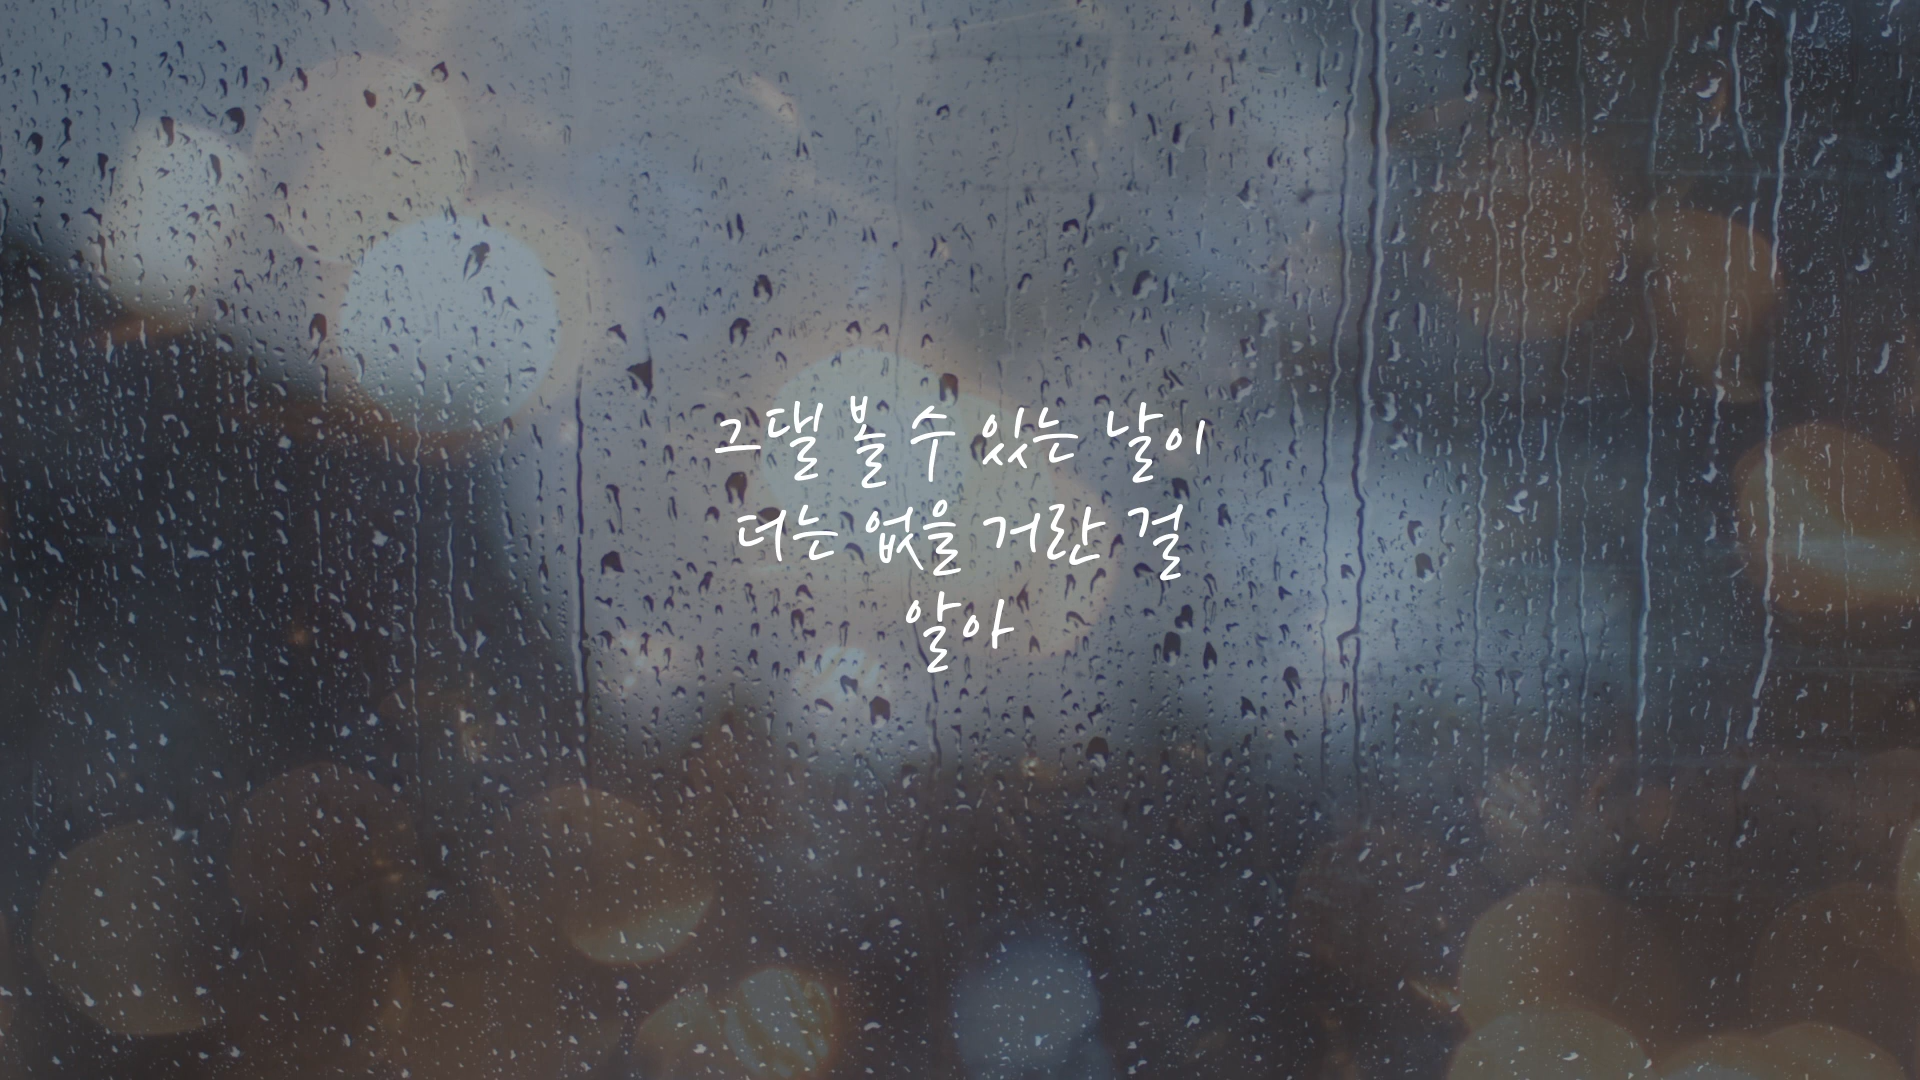 그댈 볼 수 있는 날이
더는 없을 거란 걸
알아